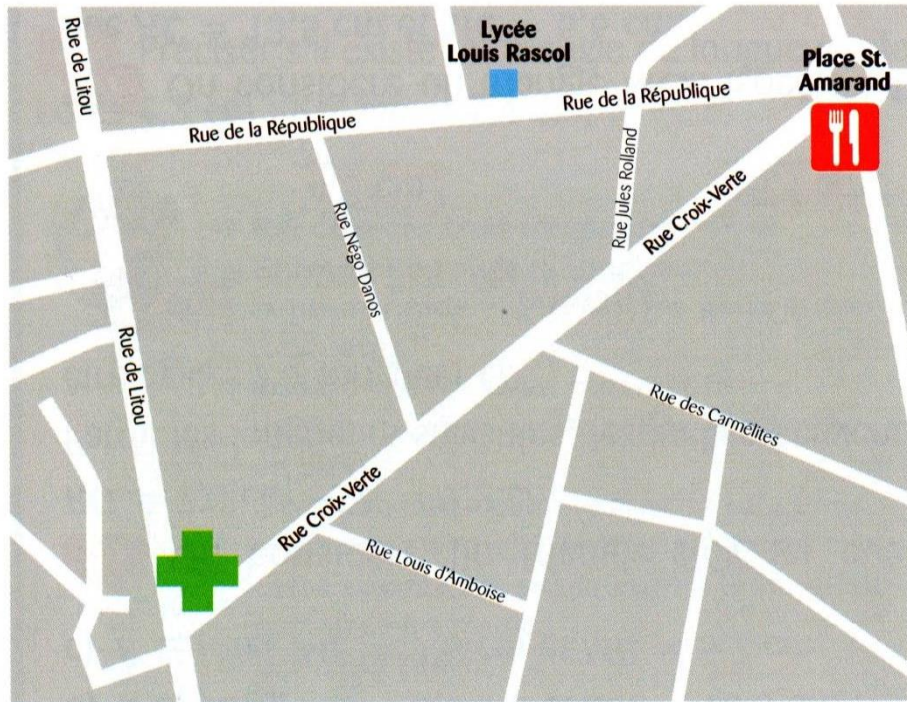 Rue de Litou
Lycée
Louis Rascol
Place St.
Amarand
Rue de la République
Rue de la République
Rue Jules Rolland
Rue Croix-Verte
Rue Négo Danos
Rue de Litou
Rue des Carmélites
Rue Croix-Verte
Rue Louis d'Amboise